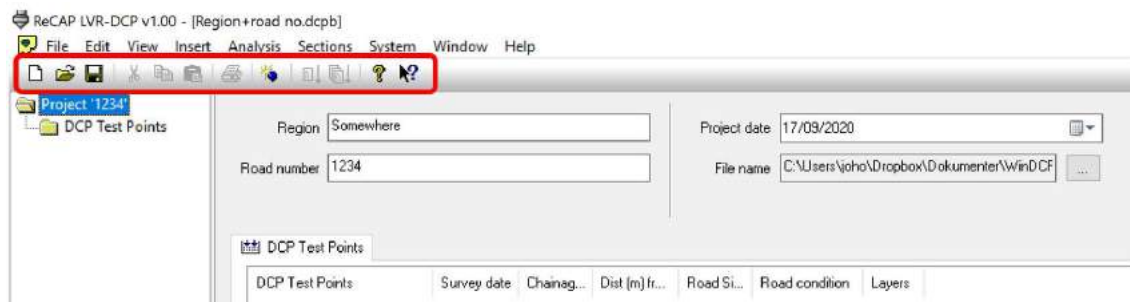 ReCAP LVR-DCP v1.00 - [Region+road no.dcpb]
File Edit View Insert Analysis Sections System Window Help
Project '1234'
DCP Test Points
Region Somewhere Project date 17/09/2020
Road number 1234 File name C:\Users\joho\Dropbox\Dokumenter\WinDCP ...
DCP Test Points
DCP Test Points Survey date Chainag... Dist (m) fr... Road Si... Road condition Layers